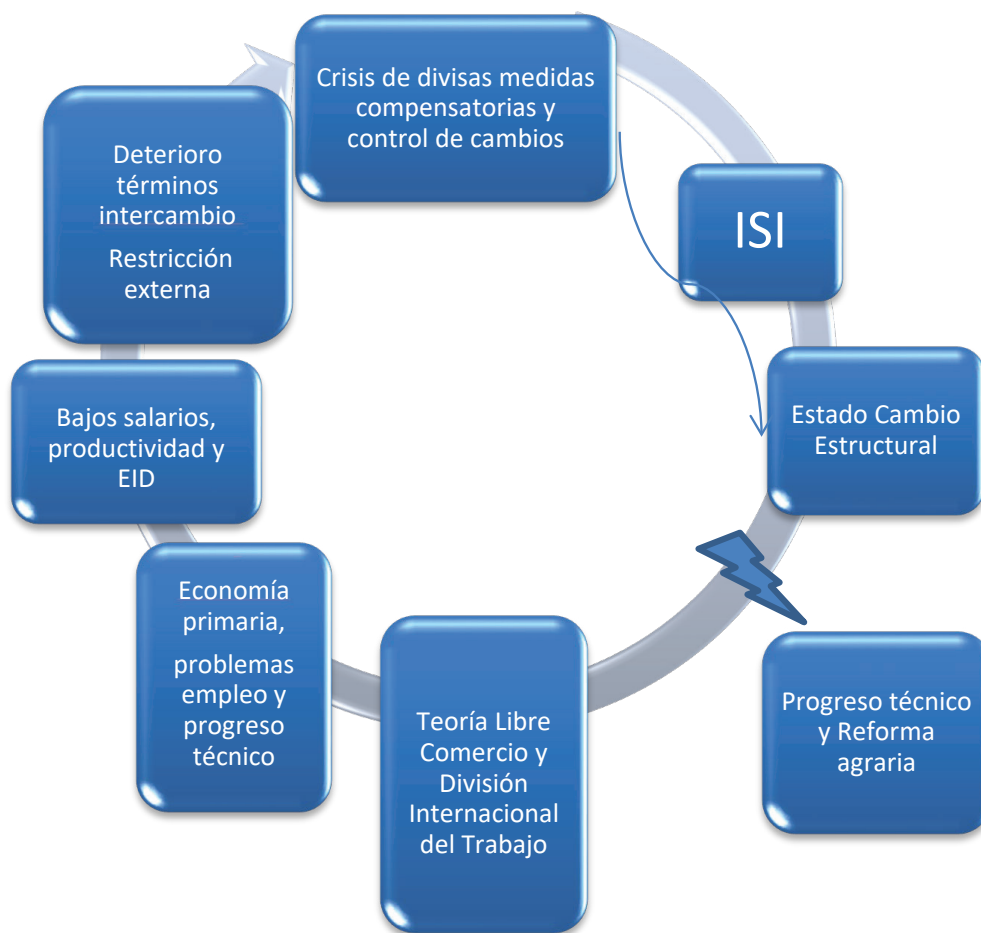 Crisis de divisas medidas
compensatorias y
control de cambios
ISI
Estado Cambio
Estructural
Progreso técnico
y Reforma
agraria
Teoría Libre
Comercio y
División
Internacional
del Trabajo
Economía
primaria,
problemas
empleo y
progreso
técnico
Bajos salarios,
productividad y
EID
Deterioro
términos
intercambio
Restricción
externa